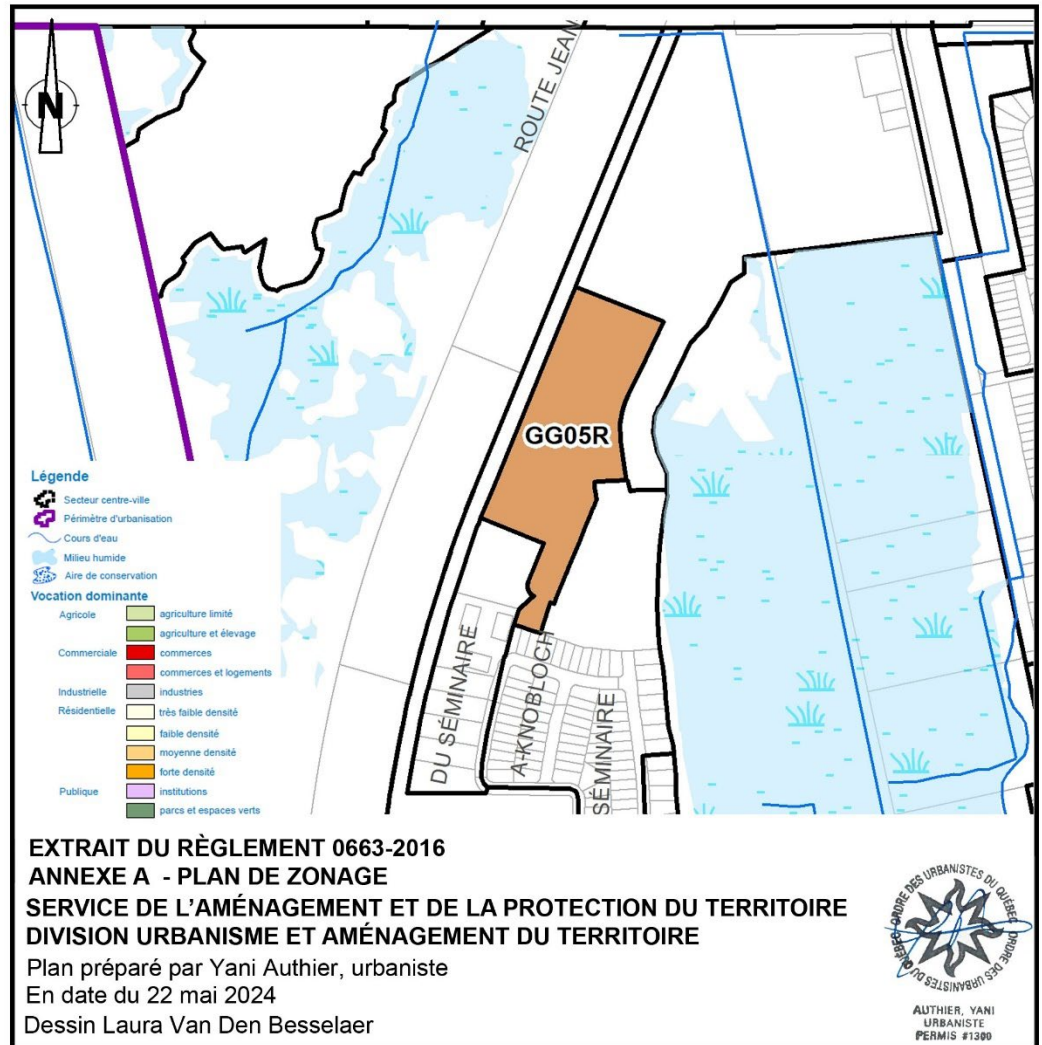 N
ROUTE JEAN
GG05R
DU SÉMINAIRE
A-KNOBLOCH
SÉMINAIRE
Légende
Secteur centre-ville
Périmètre d'urbanisation
Cours d'eau
Milieu humide
Aire de conservation
Vocation dominante
Agricole agriculture limité
agriculture et élevage
Commerciale commerces
commerces et logements
Industrielle industries
Résidentielle très faible densité
faible densité
moyenne densité
forte densité
Publique institutions
parcs et espaces verts
EXTRAIT DU RÈGLEMENT 0663-2016
ANNEXE A - PLAN DE ZONAGE
SERVICE DE L'AMÉNAGEMENT ET DE LA PROTECTION DU TERRITOIRE
DIVISION URBANISME ET AMÉNAGEMENT DU TERRITOIRE
Plan préparé par Yani Authier, urbaniste
En date du 22 mai 2024
Dessin Laura Van Den Besselaer
ORDRE DES URBANISTES DU QUÉBEC
ORDRE DES URBANISTES DU QUÉBEC
AUTHIER, YANI
URBANISTE
PERMIS #1300